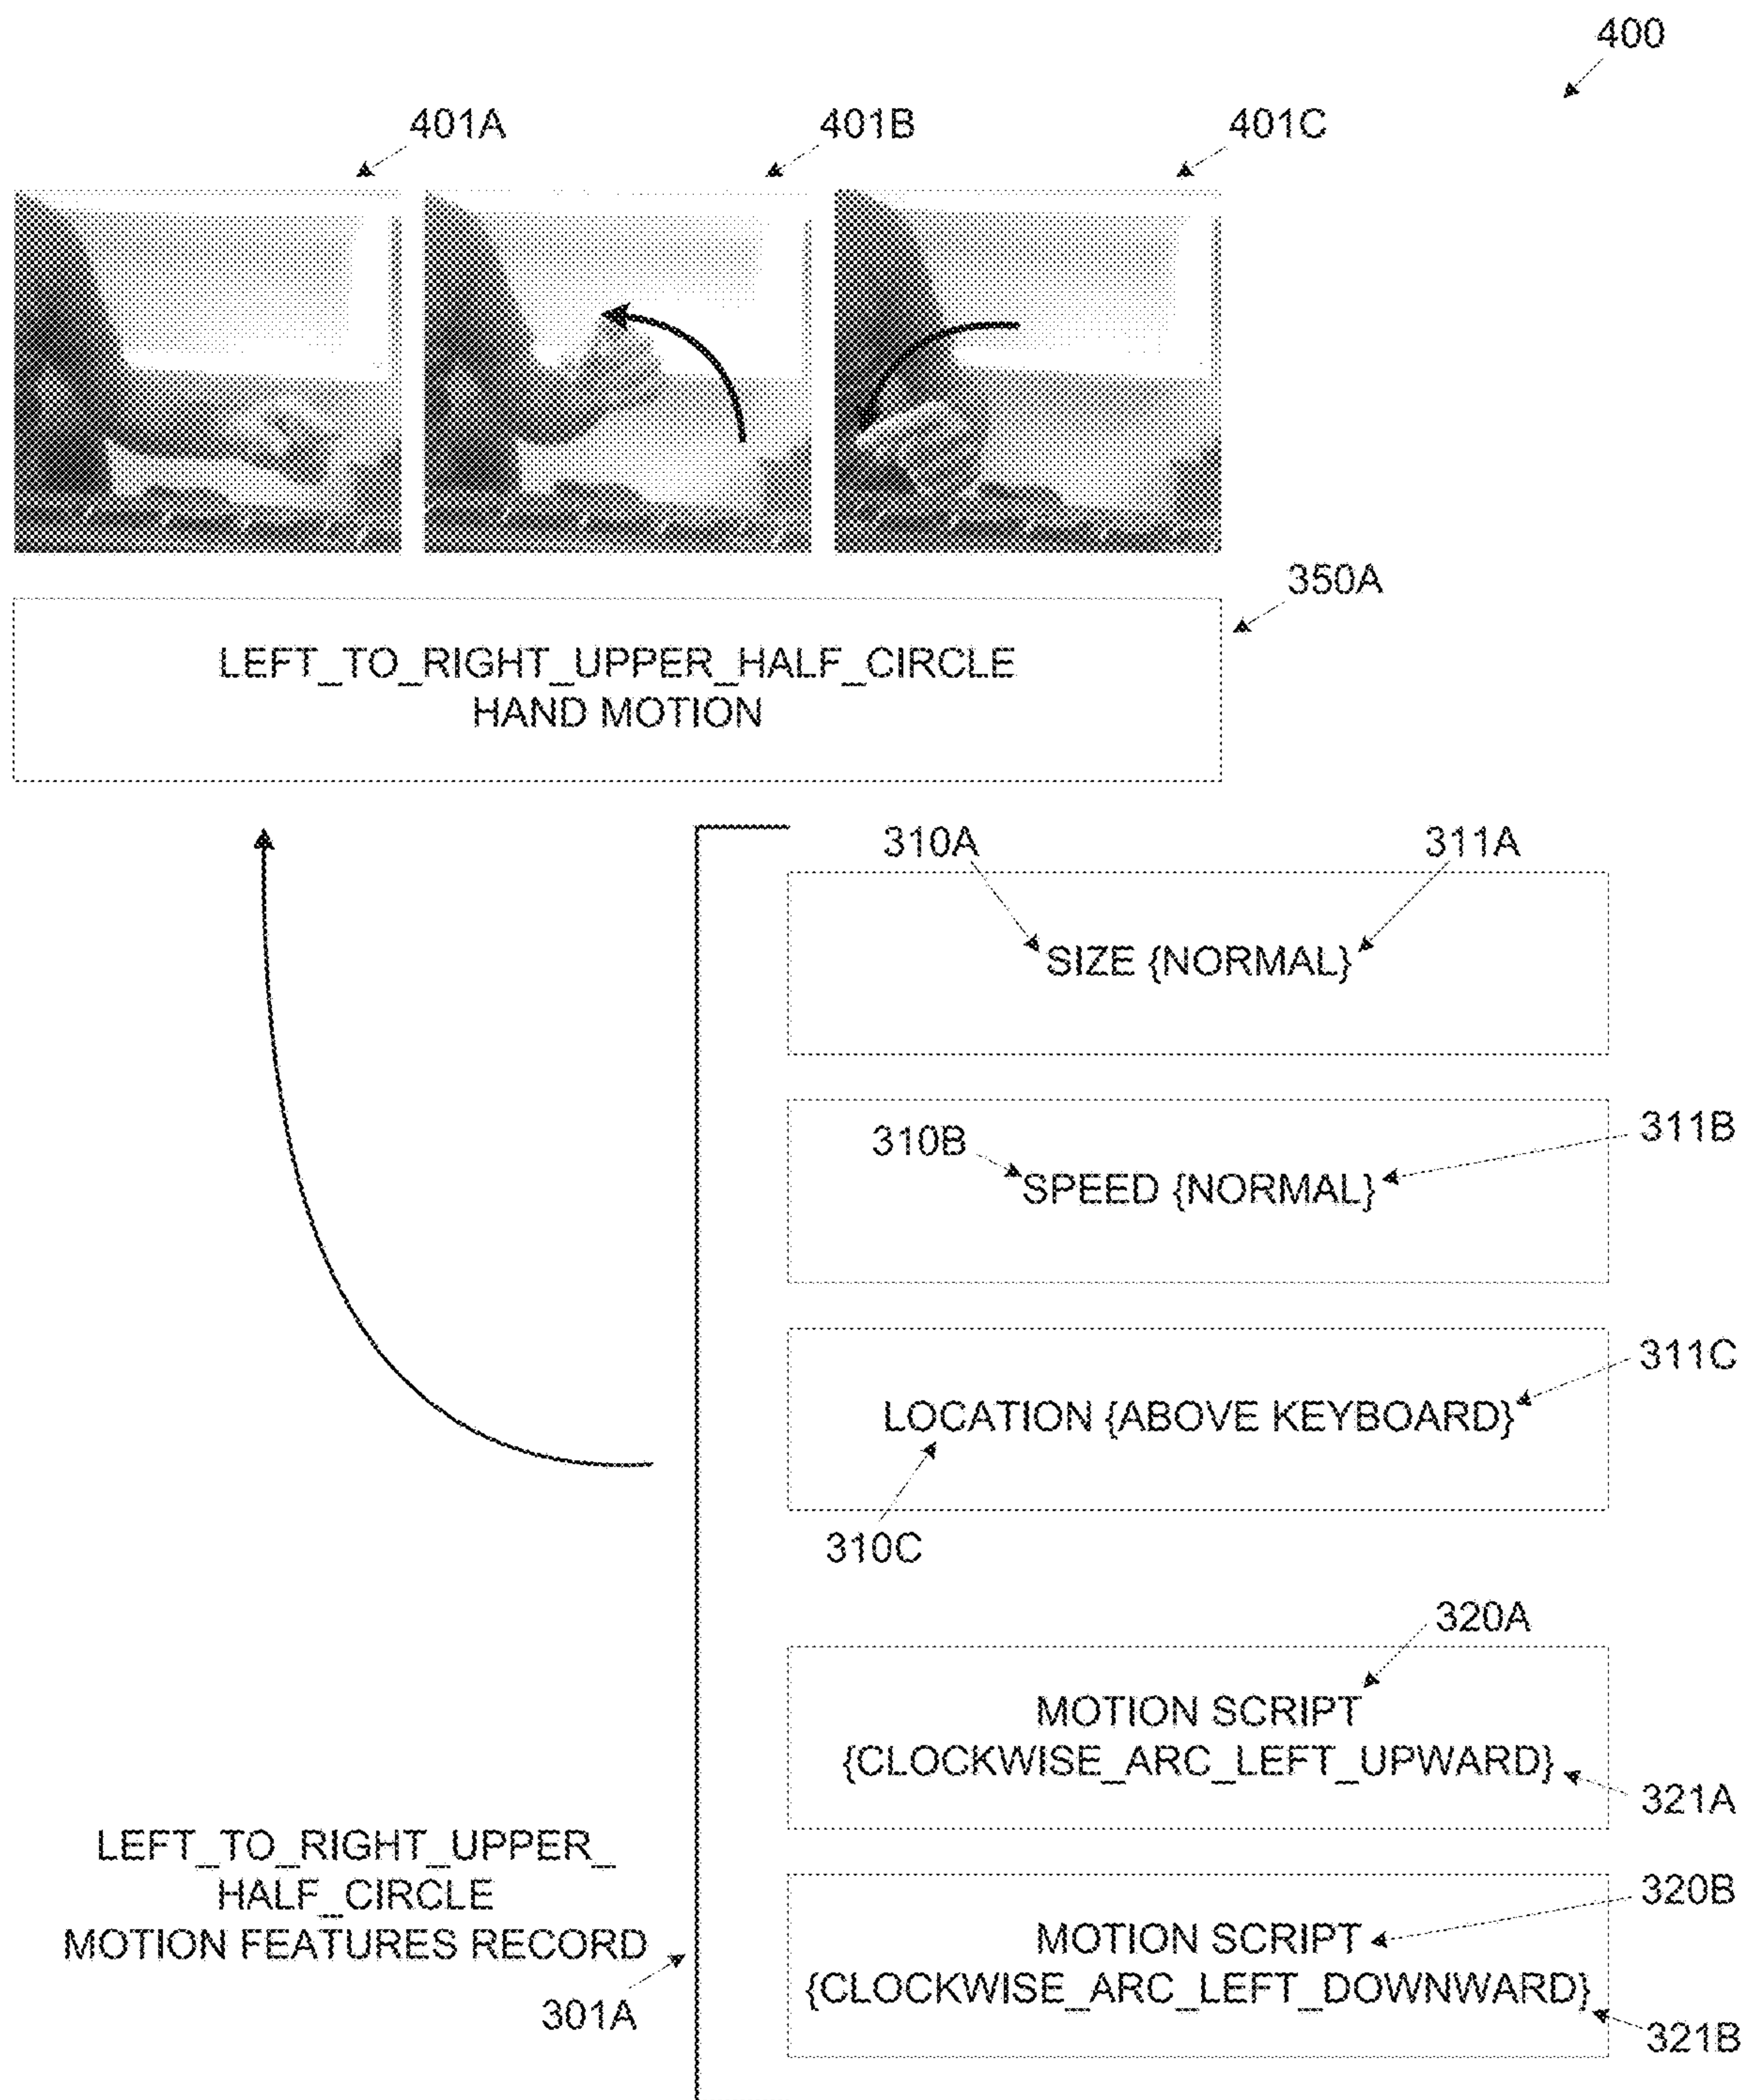 400
401A
401B
401C
350A
LEFT_TO_RIGHT_UPPER_HALF_CIRCLE
HAND MOTION
310A
311A
SIZE {NORMAL}
310B
311B
SPEED {NORMAL}
311C
LOCATION {ABOVE KEYBOARD}
310C
320A
MOTION SCRIPT
{CLOCKWISE_ARC_LEFT_UPWARD}
321A
LEFT_TO_RIGHT_UPPER_
HALF_CIRCLE
MOTION FEATURES RECORD
301A
320B
MOTION SCRIPT
{CLOCKWISE_ARC_LEFT_DOWNWARD}
321B